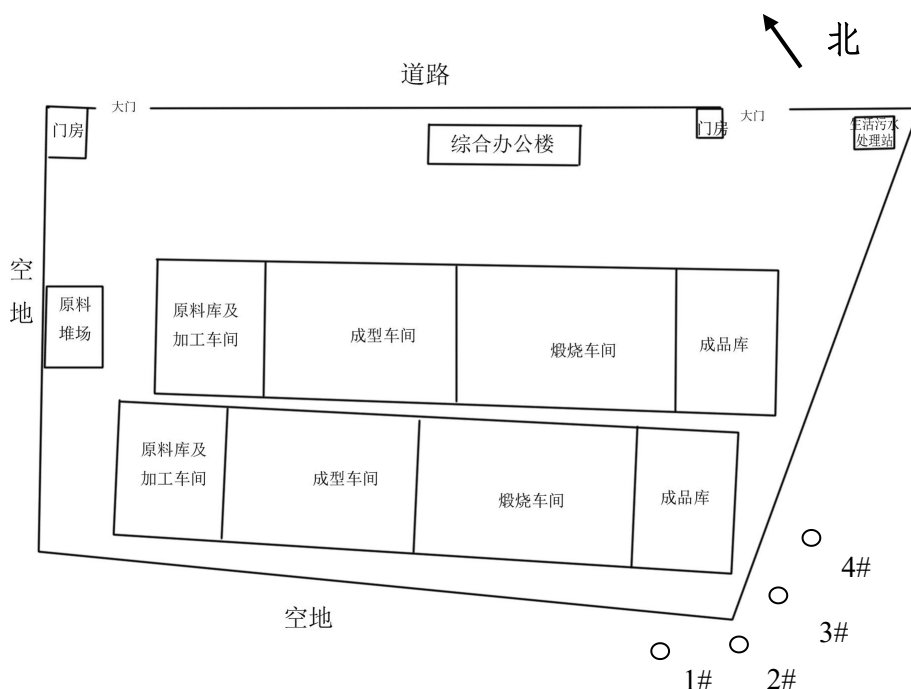 北
道路
大门
门房
综合办公楼
门房
大门
生活污水
处理站
空
地
原料
堆场
原料库及
加工车间
成型车间
煅烧车间
成品库
原料库及
加工车间
成型车间
煅烧车间
成品库
空地
4#
3#
1#
2#